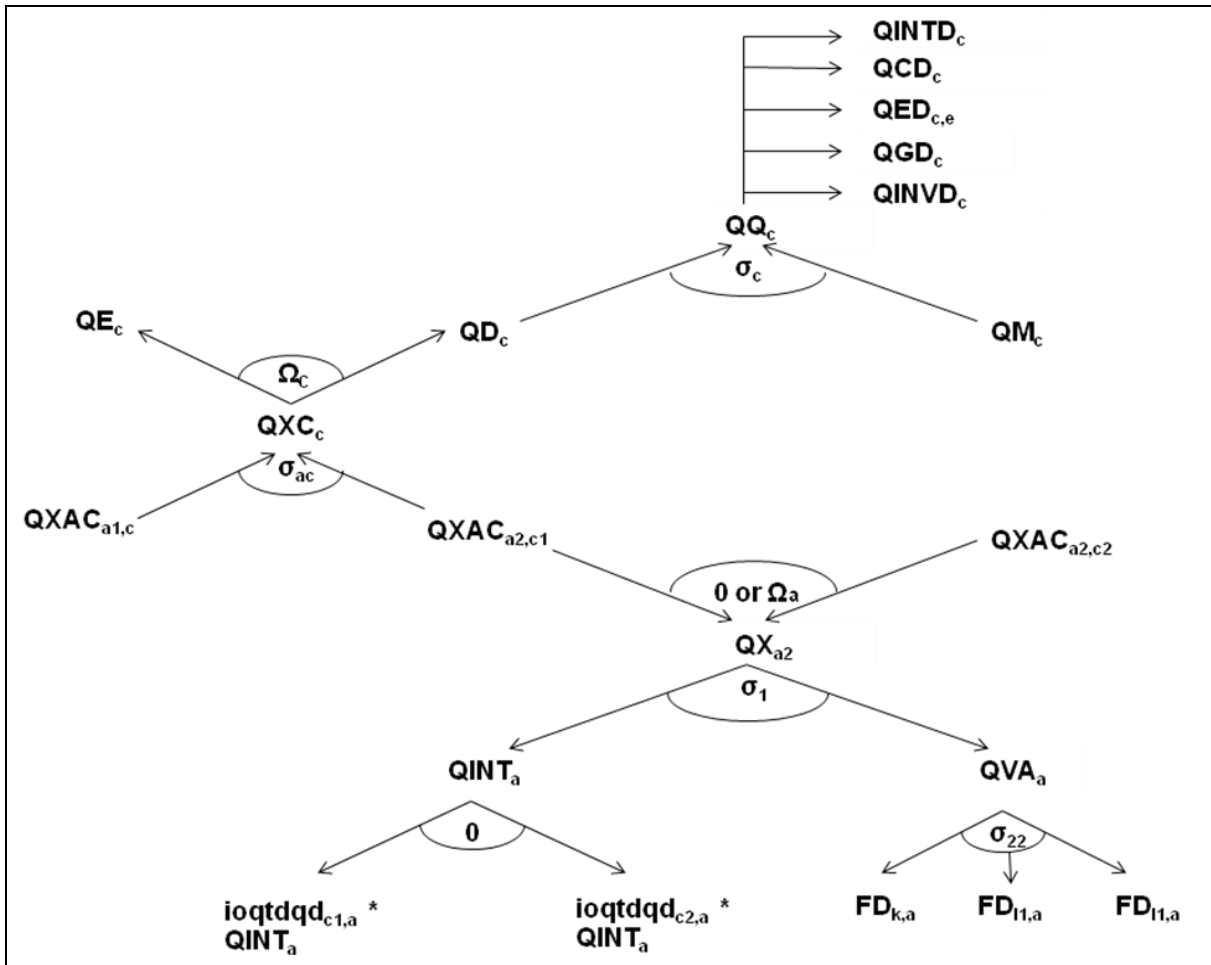 QINTD_c
QCD_c
QED_c,e
QGD_c
QINVD_c
QQ_c
σ_c
QE_c
QD_c
QM_c
Ω_C
QXC_c
σ_ac
QXAC_a1,c
QXAC_a2,c1
QXAC_a2,c2
0 or Ωa
QX_a2
σ_1
QINT_a
QVA_a
0
σ_22
ioqtdqd_c1,a *
QINT_a
ioqtdqd_c2,a *
QINT_a
FD_k,a
FD_l1,a
FD_l1,a